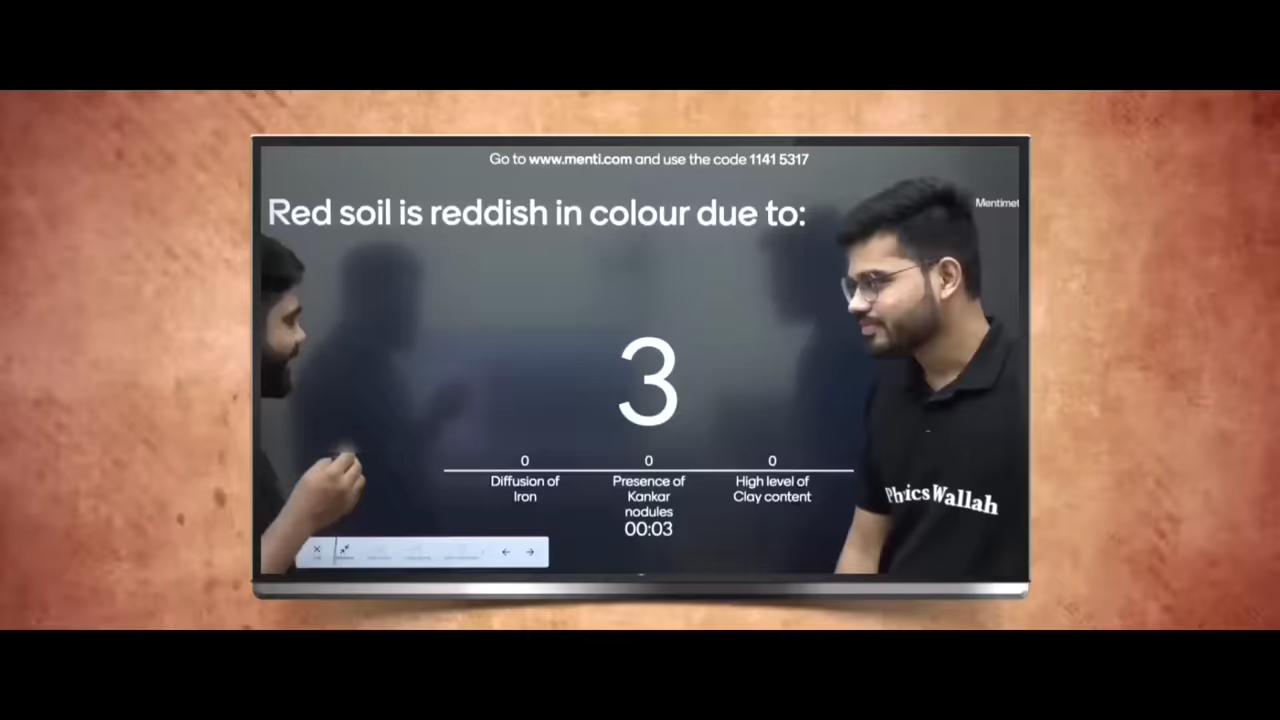 Go to www.menti.com and use the code 1141 5317
Mentimet
Red soil is reddish in colour due to:
3
0
0
0
Diffusion of
Iron
Presence of
Kankar
nodules
High level of
Clay content
00:03
Wallah